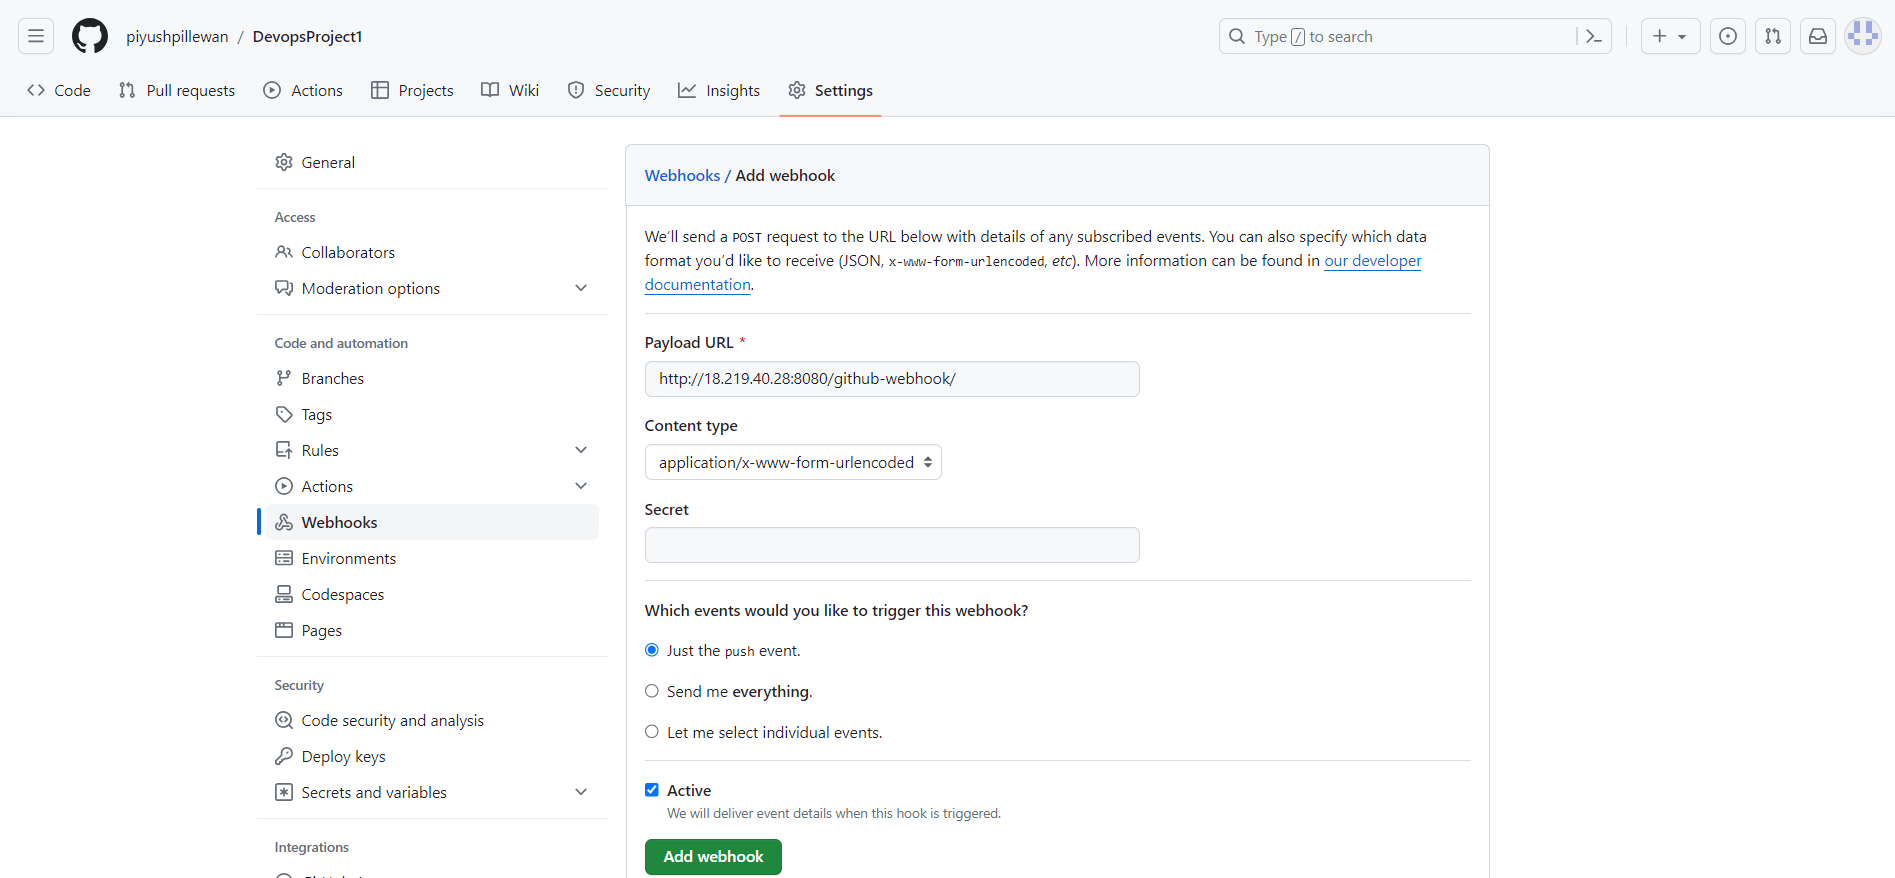 piyushpillewan / DevopsProject1
Type / to search
Code
Pull requests
Actions
Projects
Wiki
Security
Insights
Settings
General
Access
Collaborators
Moderation options
Code and automation
Branches
Tags
Rules
Actions
Webhooks
Environments
Codespaces
Pages
Security
Code security and analysis
Deploy keys
Secrets and variables
Integrations
Webhooks / Add webhook
We'll send a POST request to the URL below with details of any subscribed events. You can also specify which data
format you'd like to receive (JSON, x-www-form-urlencoded, etc). More information can be found in our developer
documentation.
Payload URL *
http://18.219.40.28:8080/github-webhook/
Content type
application/x-www-form-urlencoded
Secret
Which events would you like to trigger this webhook?
Just the push event.
Send me everything.
Let me select individual events.
Active
We will deliver event details when this hook is triggered.
Add webhook